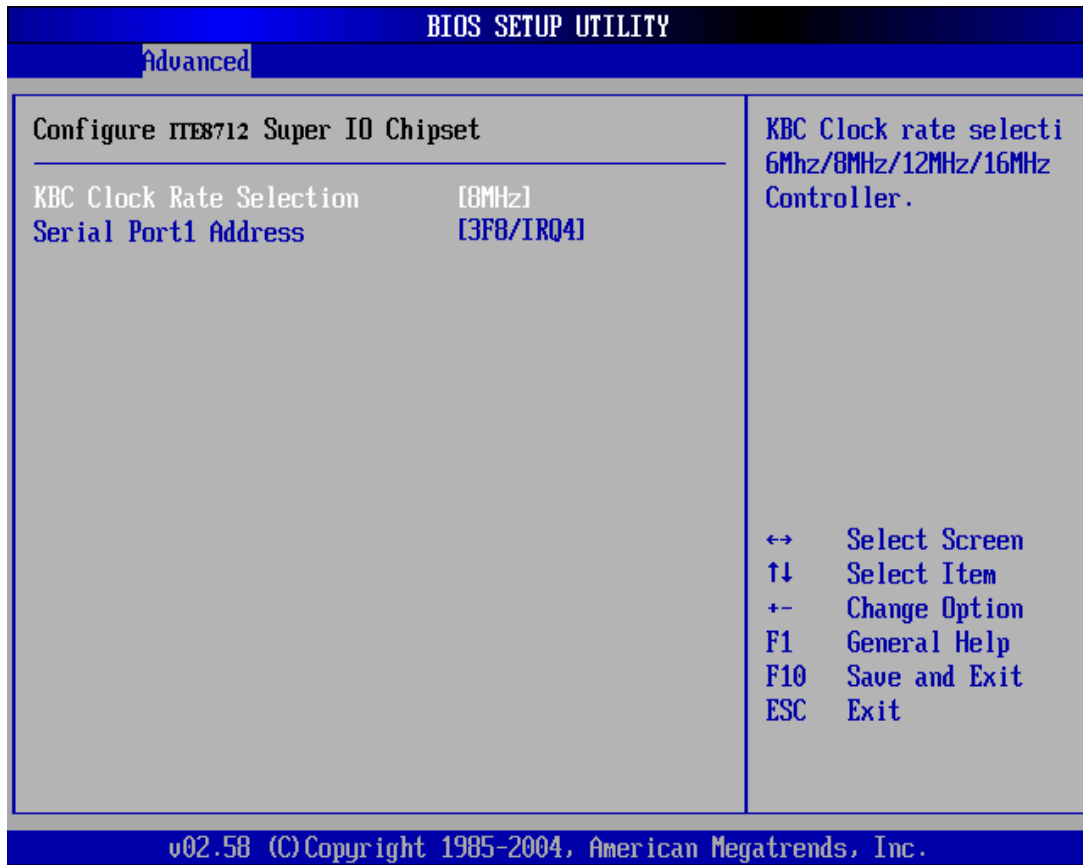 BIOS SETUP UTILITY
Advanced
Configure ITE8712 Super IO Chipset
KBC Clock Rate Selection [8MHz]
Serial Port1 Address [3F8/IRQ4]
KBC Clock rate selecti
6Mhz/8MHz/12MHz/16MHz
Controller.
←→ Select Screen
↑↓ Select Item
+- Change Option
F1 General Help
F10 Save and Exit
ESC Exit
v02.58 (C)Copyright 1985-2004, American Megatrends, Inc.